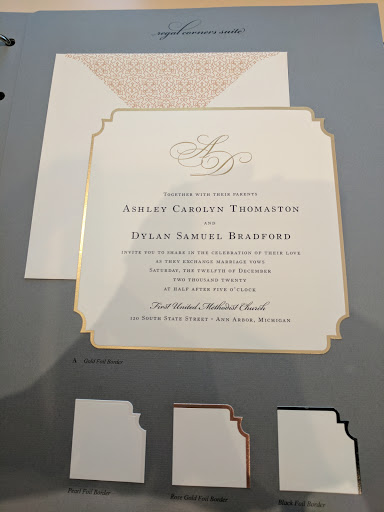 regal corners suite
AD
Together with their parents
Ashley Carolyn Thomaston
and
Dylan Samuel Bradford
invite you to share in the celebration of their love
as they exchange marriage vows
Saturday, the twelfth of December
two thousand twenty
at half after five o'clock
First United Methodist Church
120 South State Street · Ann Arbor, Michigan
A Gold Foil Border
Pearl Foil Border
Rose Gold Foil Border
Black Foil Border